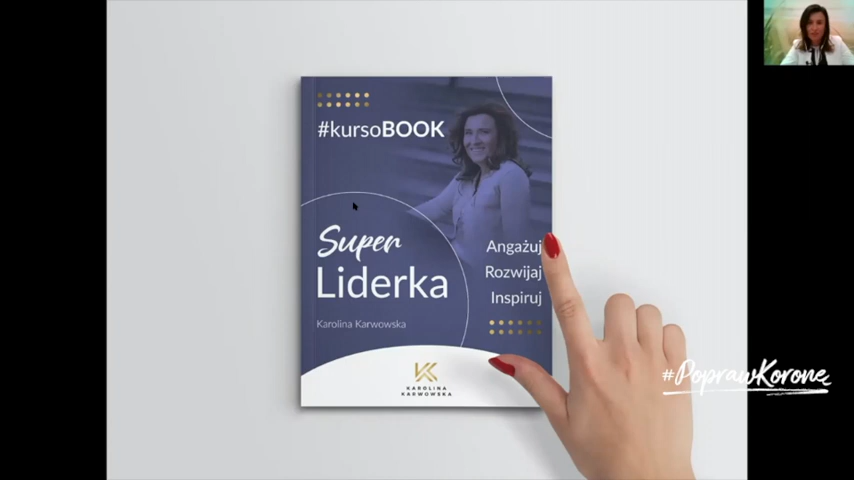 #kursoBOOK
Super
Liderka
Angażuj
Rozwijaj
Inspiruj
Karolina Karwowska
KAROLINA
KARWOWSKA
#PoprawKoronę